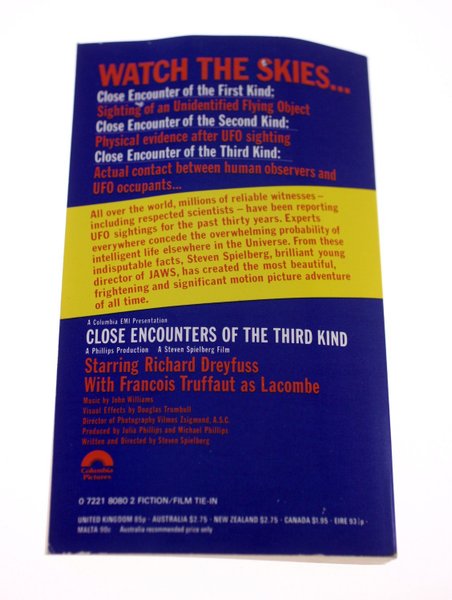 WATCH THE SKIES...
Close Encounter of the First Kind:
Sighting of an Unidentified Flying Object
Close Encounter of the Second Kind:
Physical evidence after UFO sighting
Close Encounter of the Third Kind:
Actual contact between human observers and
UFO occupants...
All over the world, millions of reliable witnesses –
including respected scientists – have been reporting
UFO sightings for the past thirty years. Experts
everywhere concede the overwhelming probability of
intelligent life elsewhere in the Universe. From these
indisputable facts, Steven Spielberg, brilliant young
director of JAWS, has created the most beautiful,
frightening and significant motion picture adventure
of all time.
A Columbia EMI Presentation
CLOSE ENCOUNTERS OF THE THIRD KIND
A Phillips Production A Steven Spielberg Film
Starring Richard Dreyfuss
With Francois Truffaut as Lacombe
Music by John Williams
Visual Effects by Douglas Trumbull
Director of Photography Vilmos Zsigmond, A.S.C.
Produced by Julia Phillips and Michael Phillips
Written and Directed by Steven Spielberg
Columbia
Pictures
0 7221 8080 2 FICTION/FILM TIE-IN
UNITED KINGDOM 85p · AUSTRALIA $2.75 · NEW ZEALAND $2.75 · CANADA $1.95 · EIRE 93½p ·
MALTA 90c Australia recommended price only